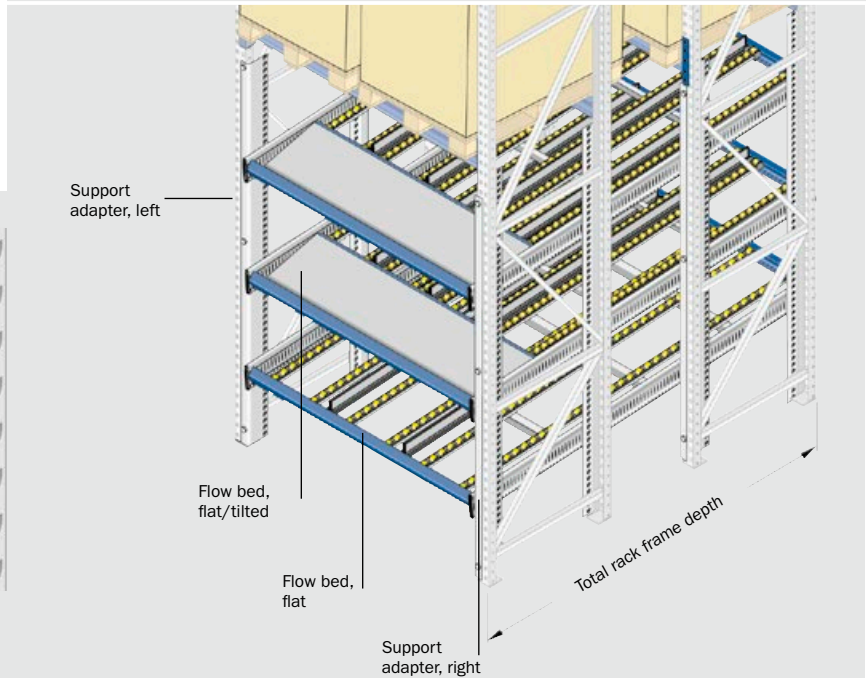 Support
adapter, left
Flow bed,
flat/tilted
Flow bed,
flat
Support
adapter, right
Total rack frame depth